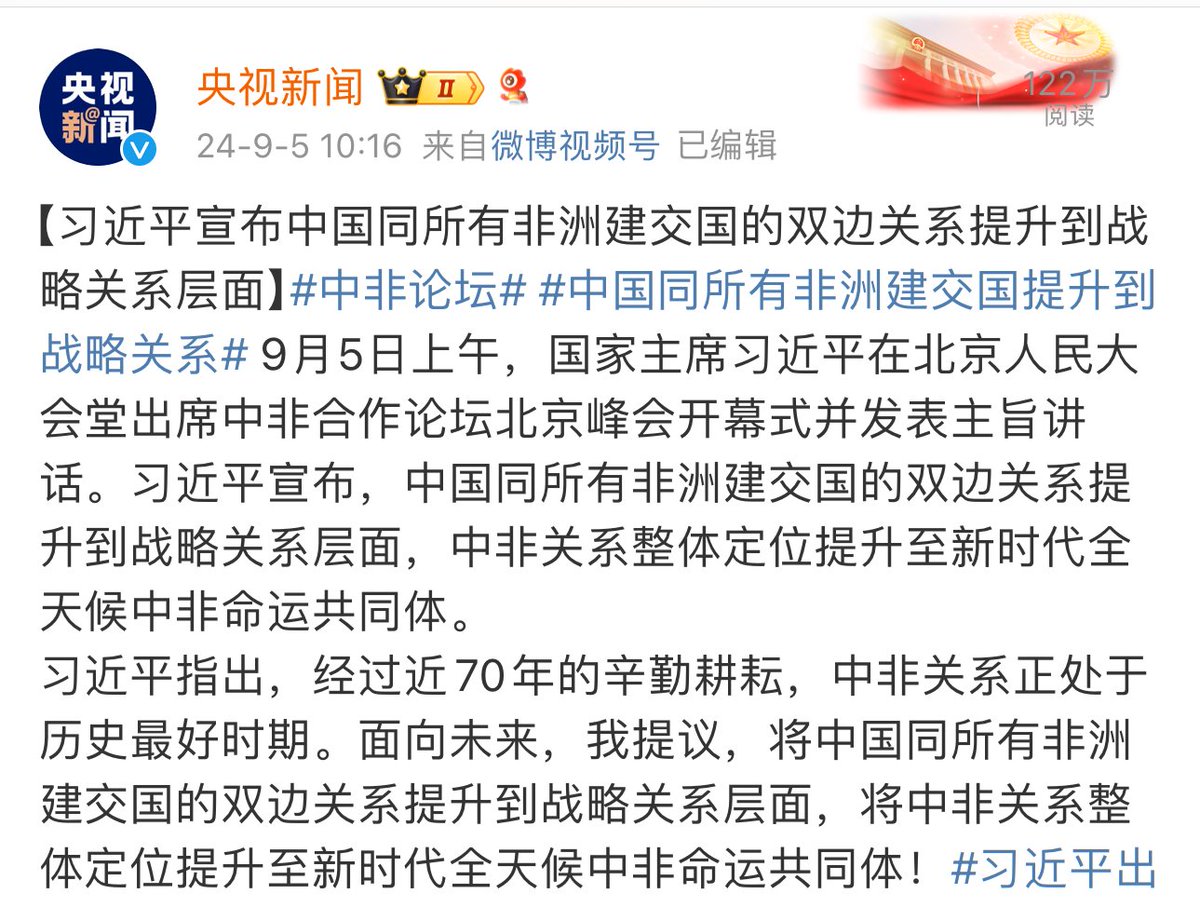 央视
@新闻
央视新闻
II
24-9-5 10:16 来自微博视频号 已编辑
122万
阅读
【习近平宣布中国同所有非洲建交国的双边关系提升到战
略关系层面】#中非论坛# #中国同所有非洲建交国提升到
战略关系# 9月5日上午，国家主席习近平在北京人民大
会堂出席中非合作论坛北京峰会开幕式并发表主旨讲
话。习近平宣布，中国同所有非洲建交国的双边关系提
升到战略关系层面，中非关系整体定位提升至新时代全
天候中非命运共同体。
习近平指出，经过近70年的辛勤耕耘，中非关系正处于
历史最好时期。面向未来，我提议，将中国同所有非洲
建交国的双边关系提升到战略关系层面，将中非关系整
体定位提升至新时代全天候中非命运共同体！#习近平出